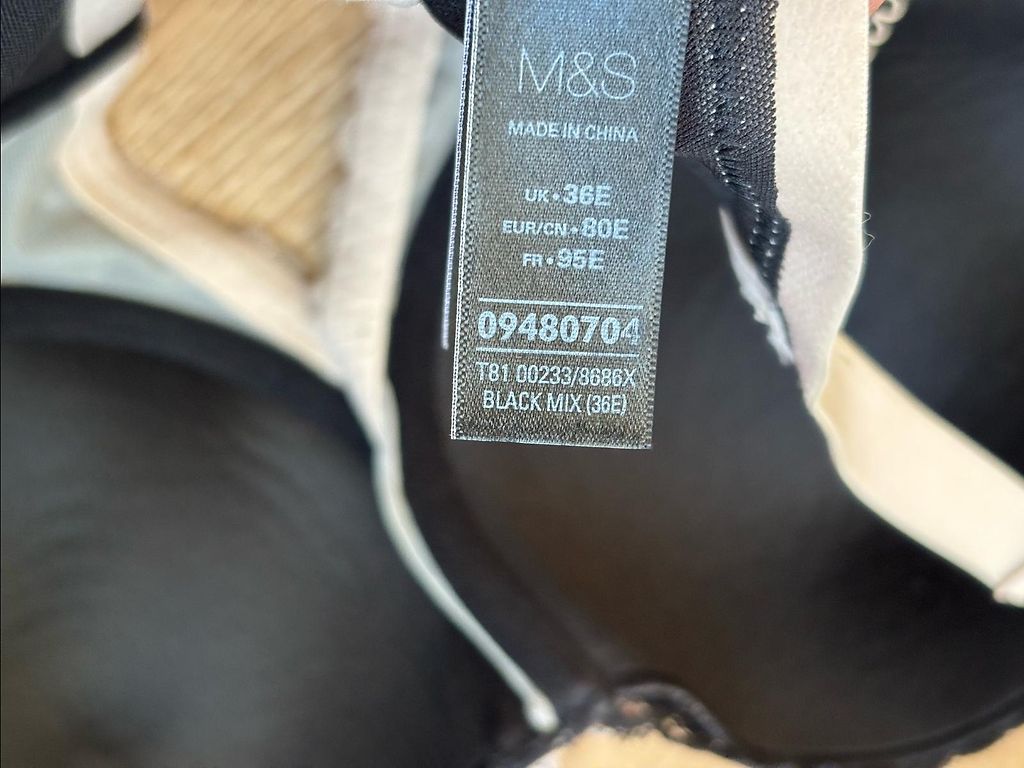 M&S
MADE IN CHINA
UK • 36E
EUR/CN • 80E
FR • 95E
09480704
T81 00233/8686X
BLACK MIX (36E)